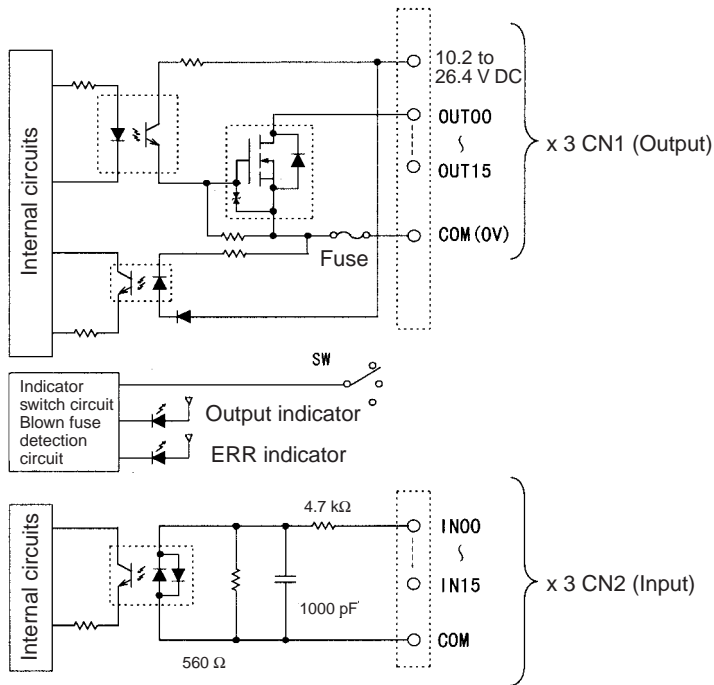 Internal circuits
10.2 to
26.4 V DC
OUT00
OUT15
COM(0V)
Fuse
x 3 CN1 (Output)
SW
Indicator
switch circuit
Blown fuse
detection
circuit
Output indicator
ERR indicator
Internal circuits
4.7 kΩ
1000 pF
560 Ω
IN00
IN15
COM
x 3 CN2 (Input)